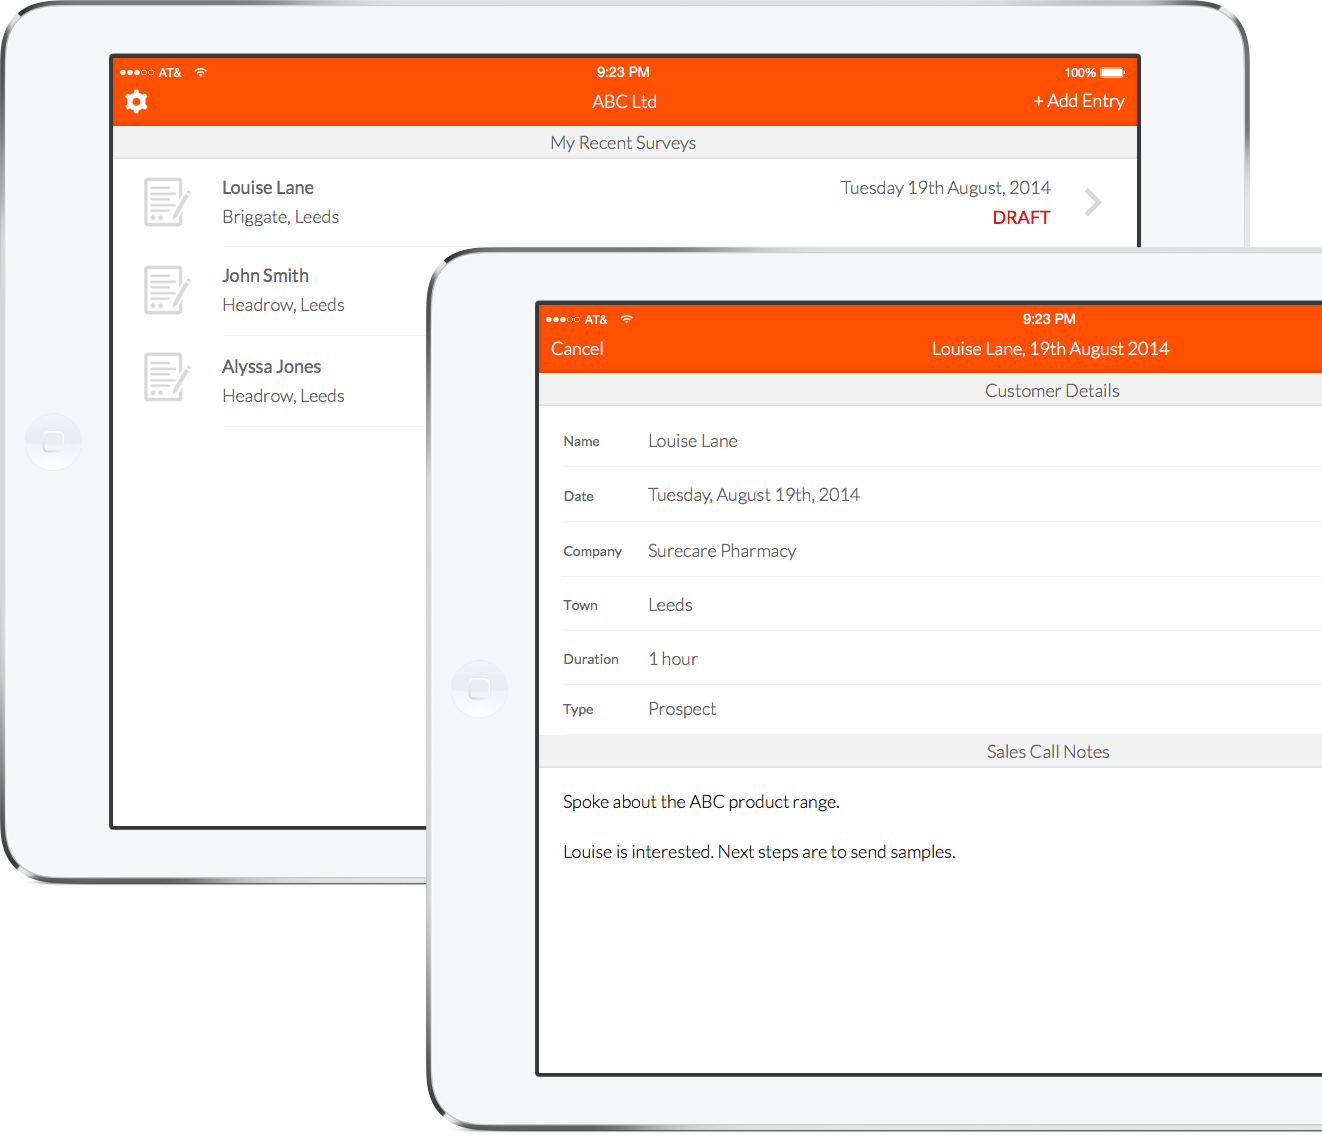 AT&
9:23 PM
100%
ABC Ltd
+ Add Entry
My Recent Surveys
Louise Lane
Tuesday 19th August, 2014
Briggate, Leeds
DRAFT
John Smith
Headrow, Leeds
Alyssa Jones
Headrow, Leeds
AT&
9:23 PM
Cancel
Louise Lane, 19th August 2014
Customer Details
Name Louise Lane
Date Tuesday, August 19th, 2014
Company Surecare Pharmacy
Town Leeds
Duration 1 hour
Type Prospect
Sales Call Notes
Spoke about the ABC product range.
Louise is interested. Next steps are to send samples.